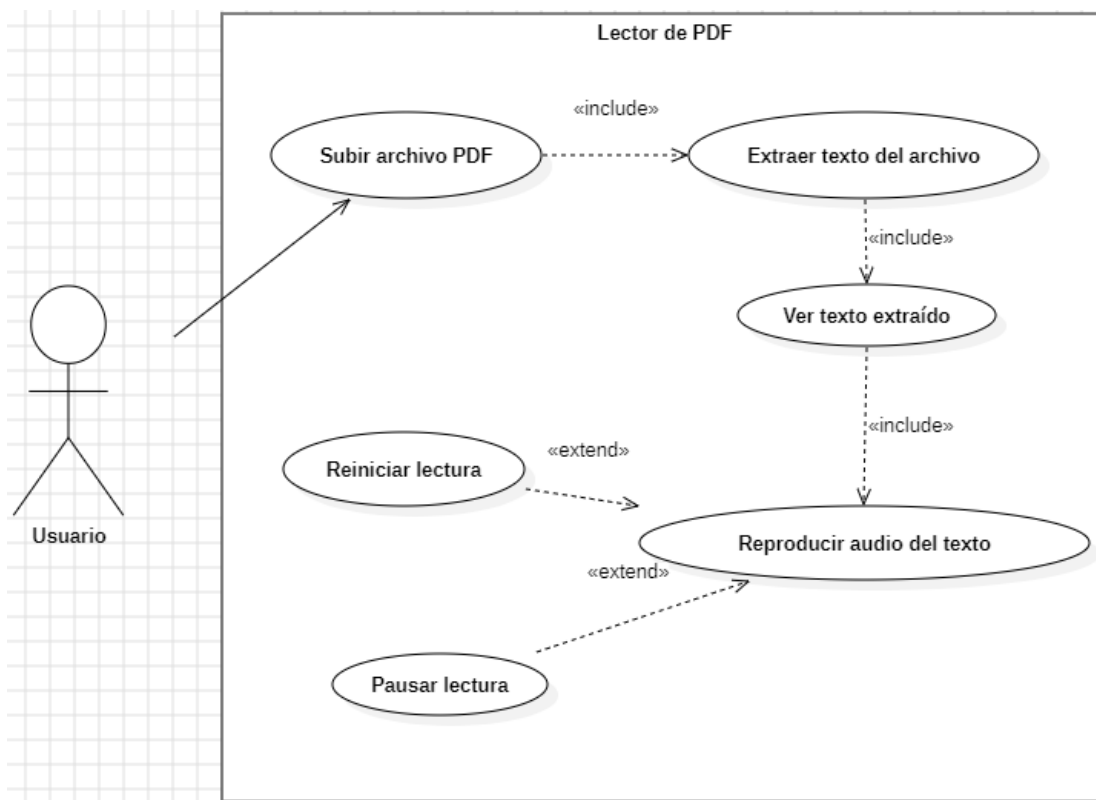 Lector de PDF
«include»
Subir archivo PDF
Extraer texto del archivo
«include»
Ver texto extraído
«include»
Reiniciar lectura
«extend»
Usuario
Reproducir audio del texto
«extend»
Pausar lectura